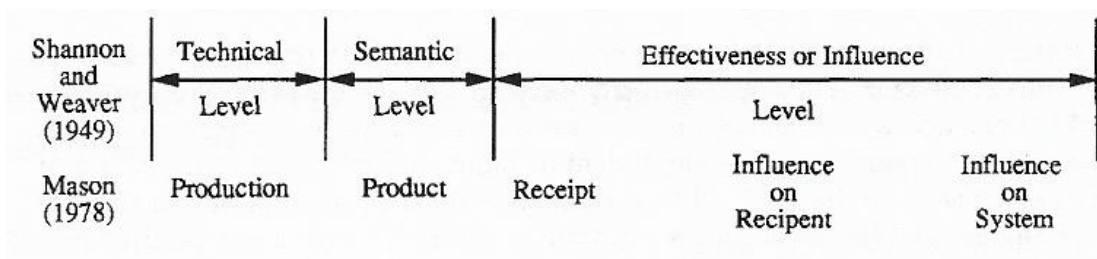 Shannon and Weaver (1949)
Technical Level
Semantic Level
Effectiveness or Influence Level
Mason (1978)
Production
Product
Receipt
Influence on Recipent
Influence on System